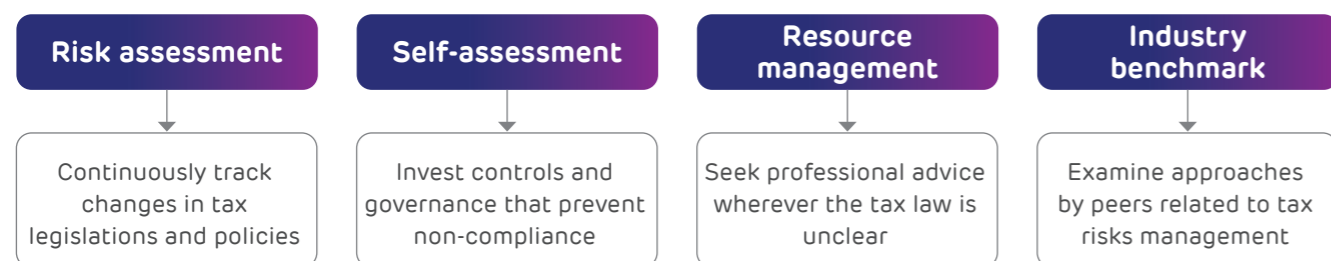 Risk assessment
Continuously track
changes in tax
legislations and policies
Self-assessment
Invest controls and
governance that prevent
non-compliance
Resource
management
Seek professional advice
wherever the tax law is
unclear
Industry
benchmark
Examine approaches
by peers related to tax
risks management